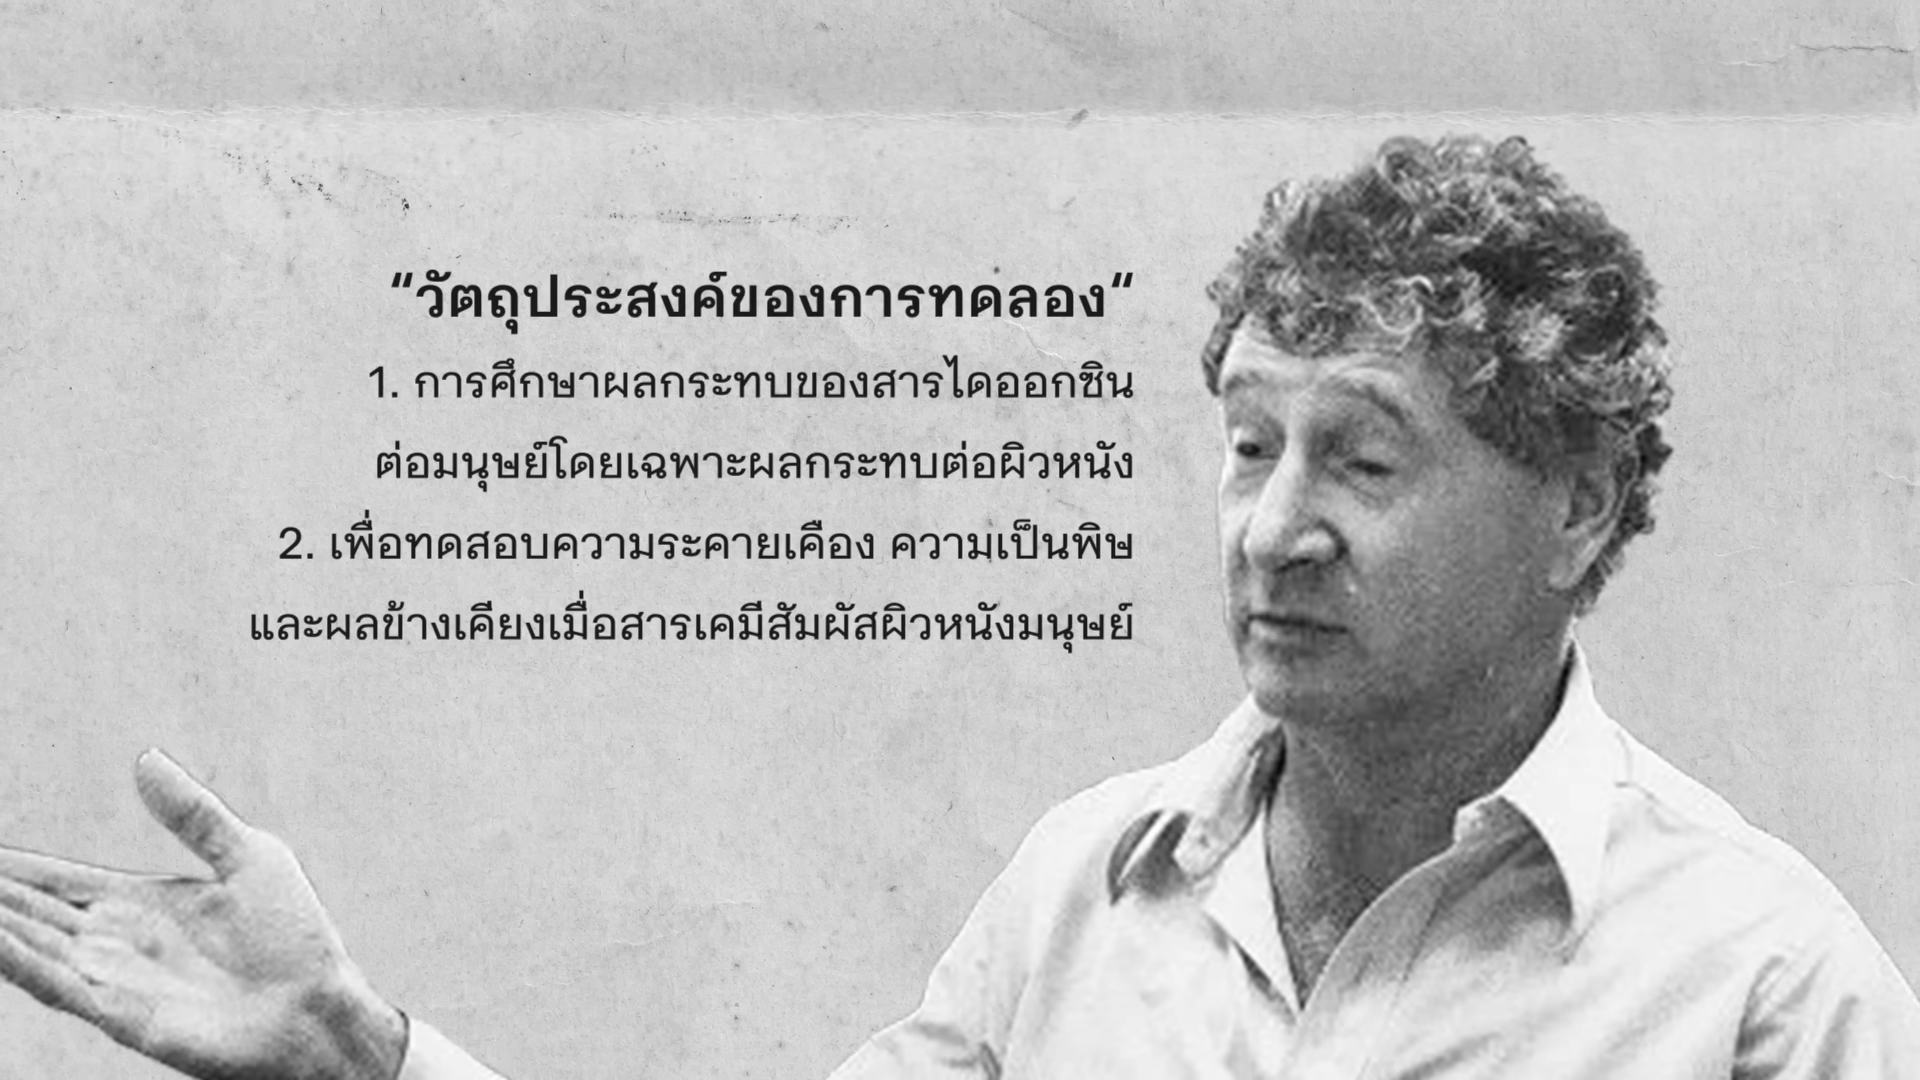 “วัตถุประสงค์ของการทดลอง“
1. การศึกษาผลกระทบของสารไดออกซิน
ต่อมนุษย์โดยเฉพาะผลกระทบต่อผิวหนัง
2. เพื่อทดสอบความระคายเคือง ความเป็นพิษ
และผลข้างเคียงเมื่อสารเคมีสัมผัสผิวหนังมนุษย์